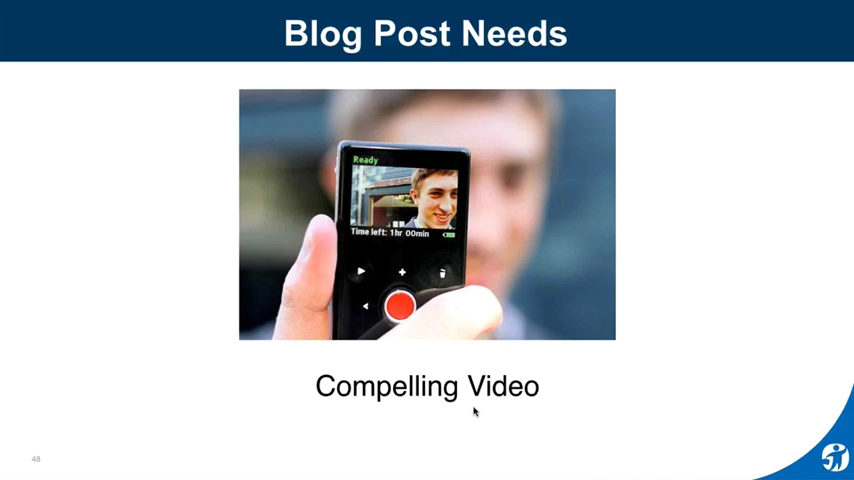 Blog Post Needs
Ready
Time left: 1hr 00min
Compelling Video
48